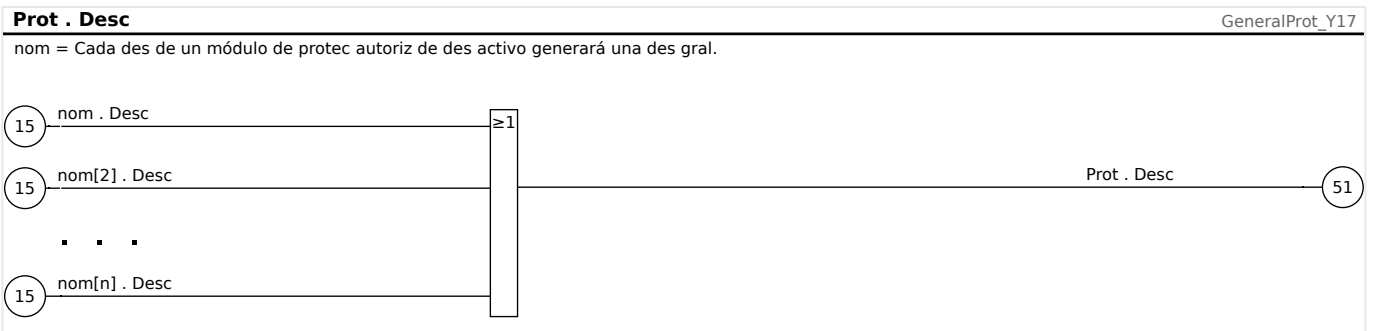 Prot . Desc
GeneralProt_Y17
nom = Cada des de un módulo de protec autoriz de des activo generará una des gral.
15
nom . Desc
≥1
15
nom[2] . Desc
Prot . Desc
51
. . .
15
nom[n] . Desc